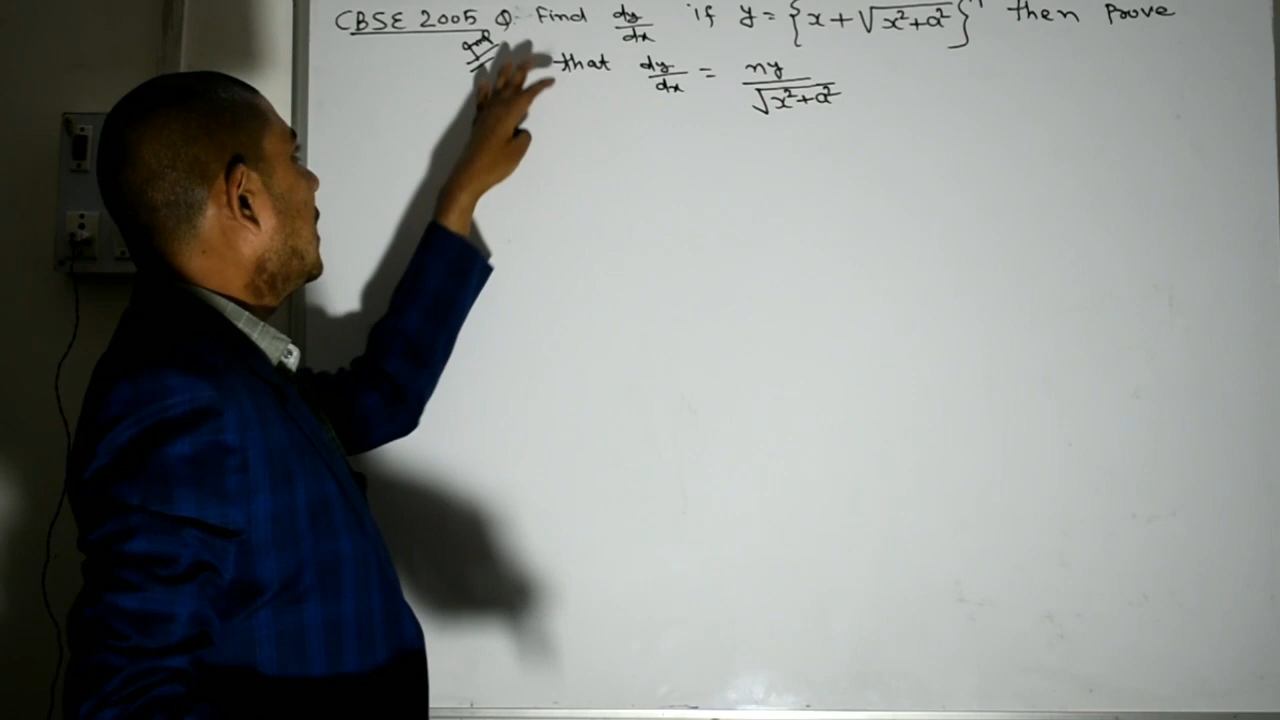 CBSE 2005 Q. Find dy/dx if y = {x + √x²+a²}ⁿ then Prove
that dy/dx = ny/√x²+a²